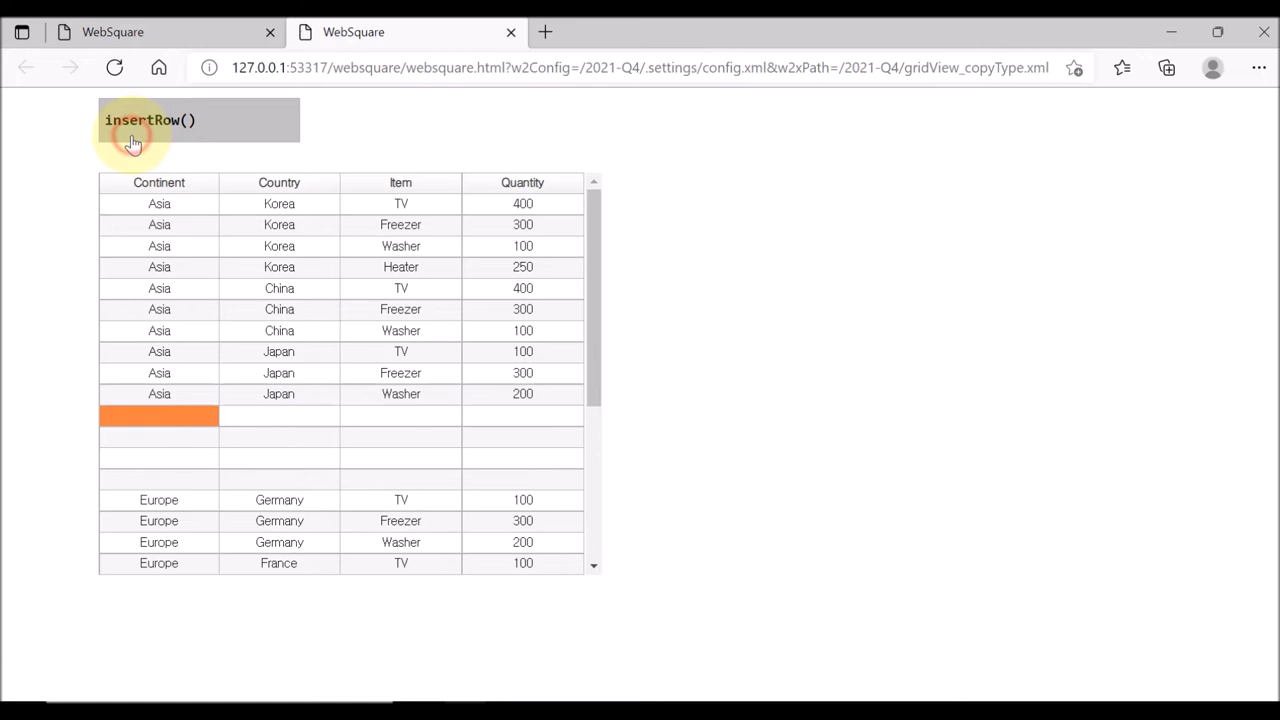 WebSquare WebSquare
127.0.0.1:53317/websquare/websquare.html?w2Config=/2021-Q4/.settings/config.xml&w2xPath=/2021-Q4/gridView_copyType.xml
insertRow()
Continent Country Item Quantity
Asia Korea TV 400
Asia Korea Freezer 300
Asia Korea Washer 100
Asia Korea Heater 250
Asia China TV 400
Asia China Freezer 300
Asia China Washer 100
Asia Japan TV 100
Asia Japan Freezer 300
Asia Japan Washer 200
Europe Germany TV 100
Europe Germany Freezer 300
Europe Germany Washer 200
Europe France TV 100